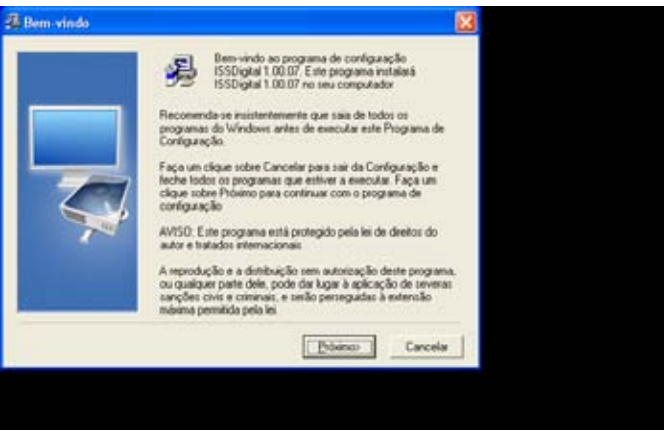 Bem-vindo
Bem-vindo ao programa de configuração
ISSDigital 1.00.07. Este programa instalará
ISSDigital 1.00.07 no seu computador
Recomenda-se insistentemente que saia de todos os
programas do Windows antes de executar este Programa de
Configuração.
Faça um clique sobre Cancelar para sair da Configuração e
feche todos os programas que estiver a executar. Faça um
clique sobre Próximo para continuar com o programa de
configuração
AVISO: Este programa está protegido pela lei de direitos do
autor e tratados internacionais
A reprodução e a distribuição sem autorização deste programa,
ou qualquer parte dele, pode dar lugar à aplicação de severas
sanções civis e criminais, e serão perseguidas à extensão
máxima permitida pela lei
Próximo>
Cancelar